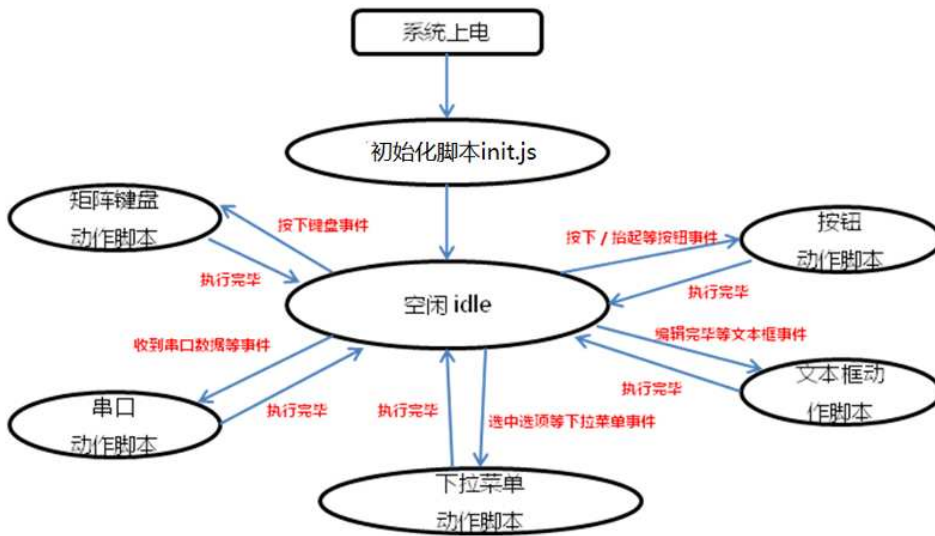 系统上电
初始化脚本init.js
矩阵键盘
动作脚本
按下键盘事件
执行完毕
按下 / 抬起等按钮事件
按钮
动作脚本
执行完毕
空闲 idle
收到串口数据等事件
执行完毕
串口
动作脚本
编辑完毕等文本框事件
执行完毕
文本框动
作脚本
执行完毕
选中选项等下拉菜单事件
下拉菜单
动作脚本